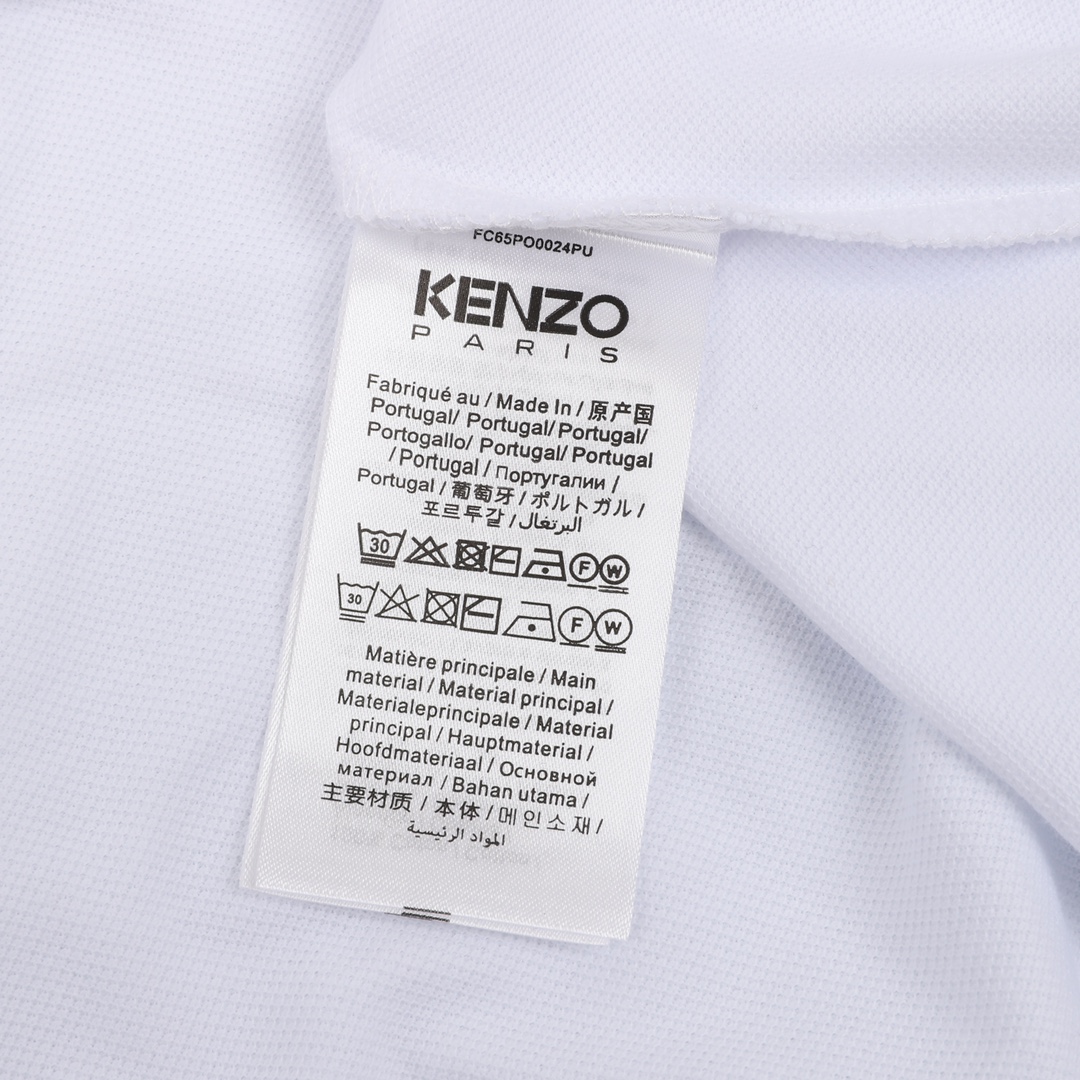 FC65PO0024PU
KENZO
PARIS
Fabriqué au / Made In / 原产国
Portugal/ Portugal/ Portugal/
Portogallo/ Portugal/ Portugal
/ Portugal / Португалии /
Portugal / 葡萄牙 / ポルトガル /
포르투갈 / البرتغال/
30 F W
30 F W
Matière principale / Main
material / Material principal /
Materialeprincipale / Material
principal / Hauptmaterial /
Hoofdmateriaal / Основной
материал / Bahan utama /
主要材质 / 本体 / 메인소재 /
المواد الرئيسية